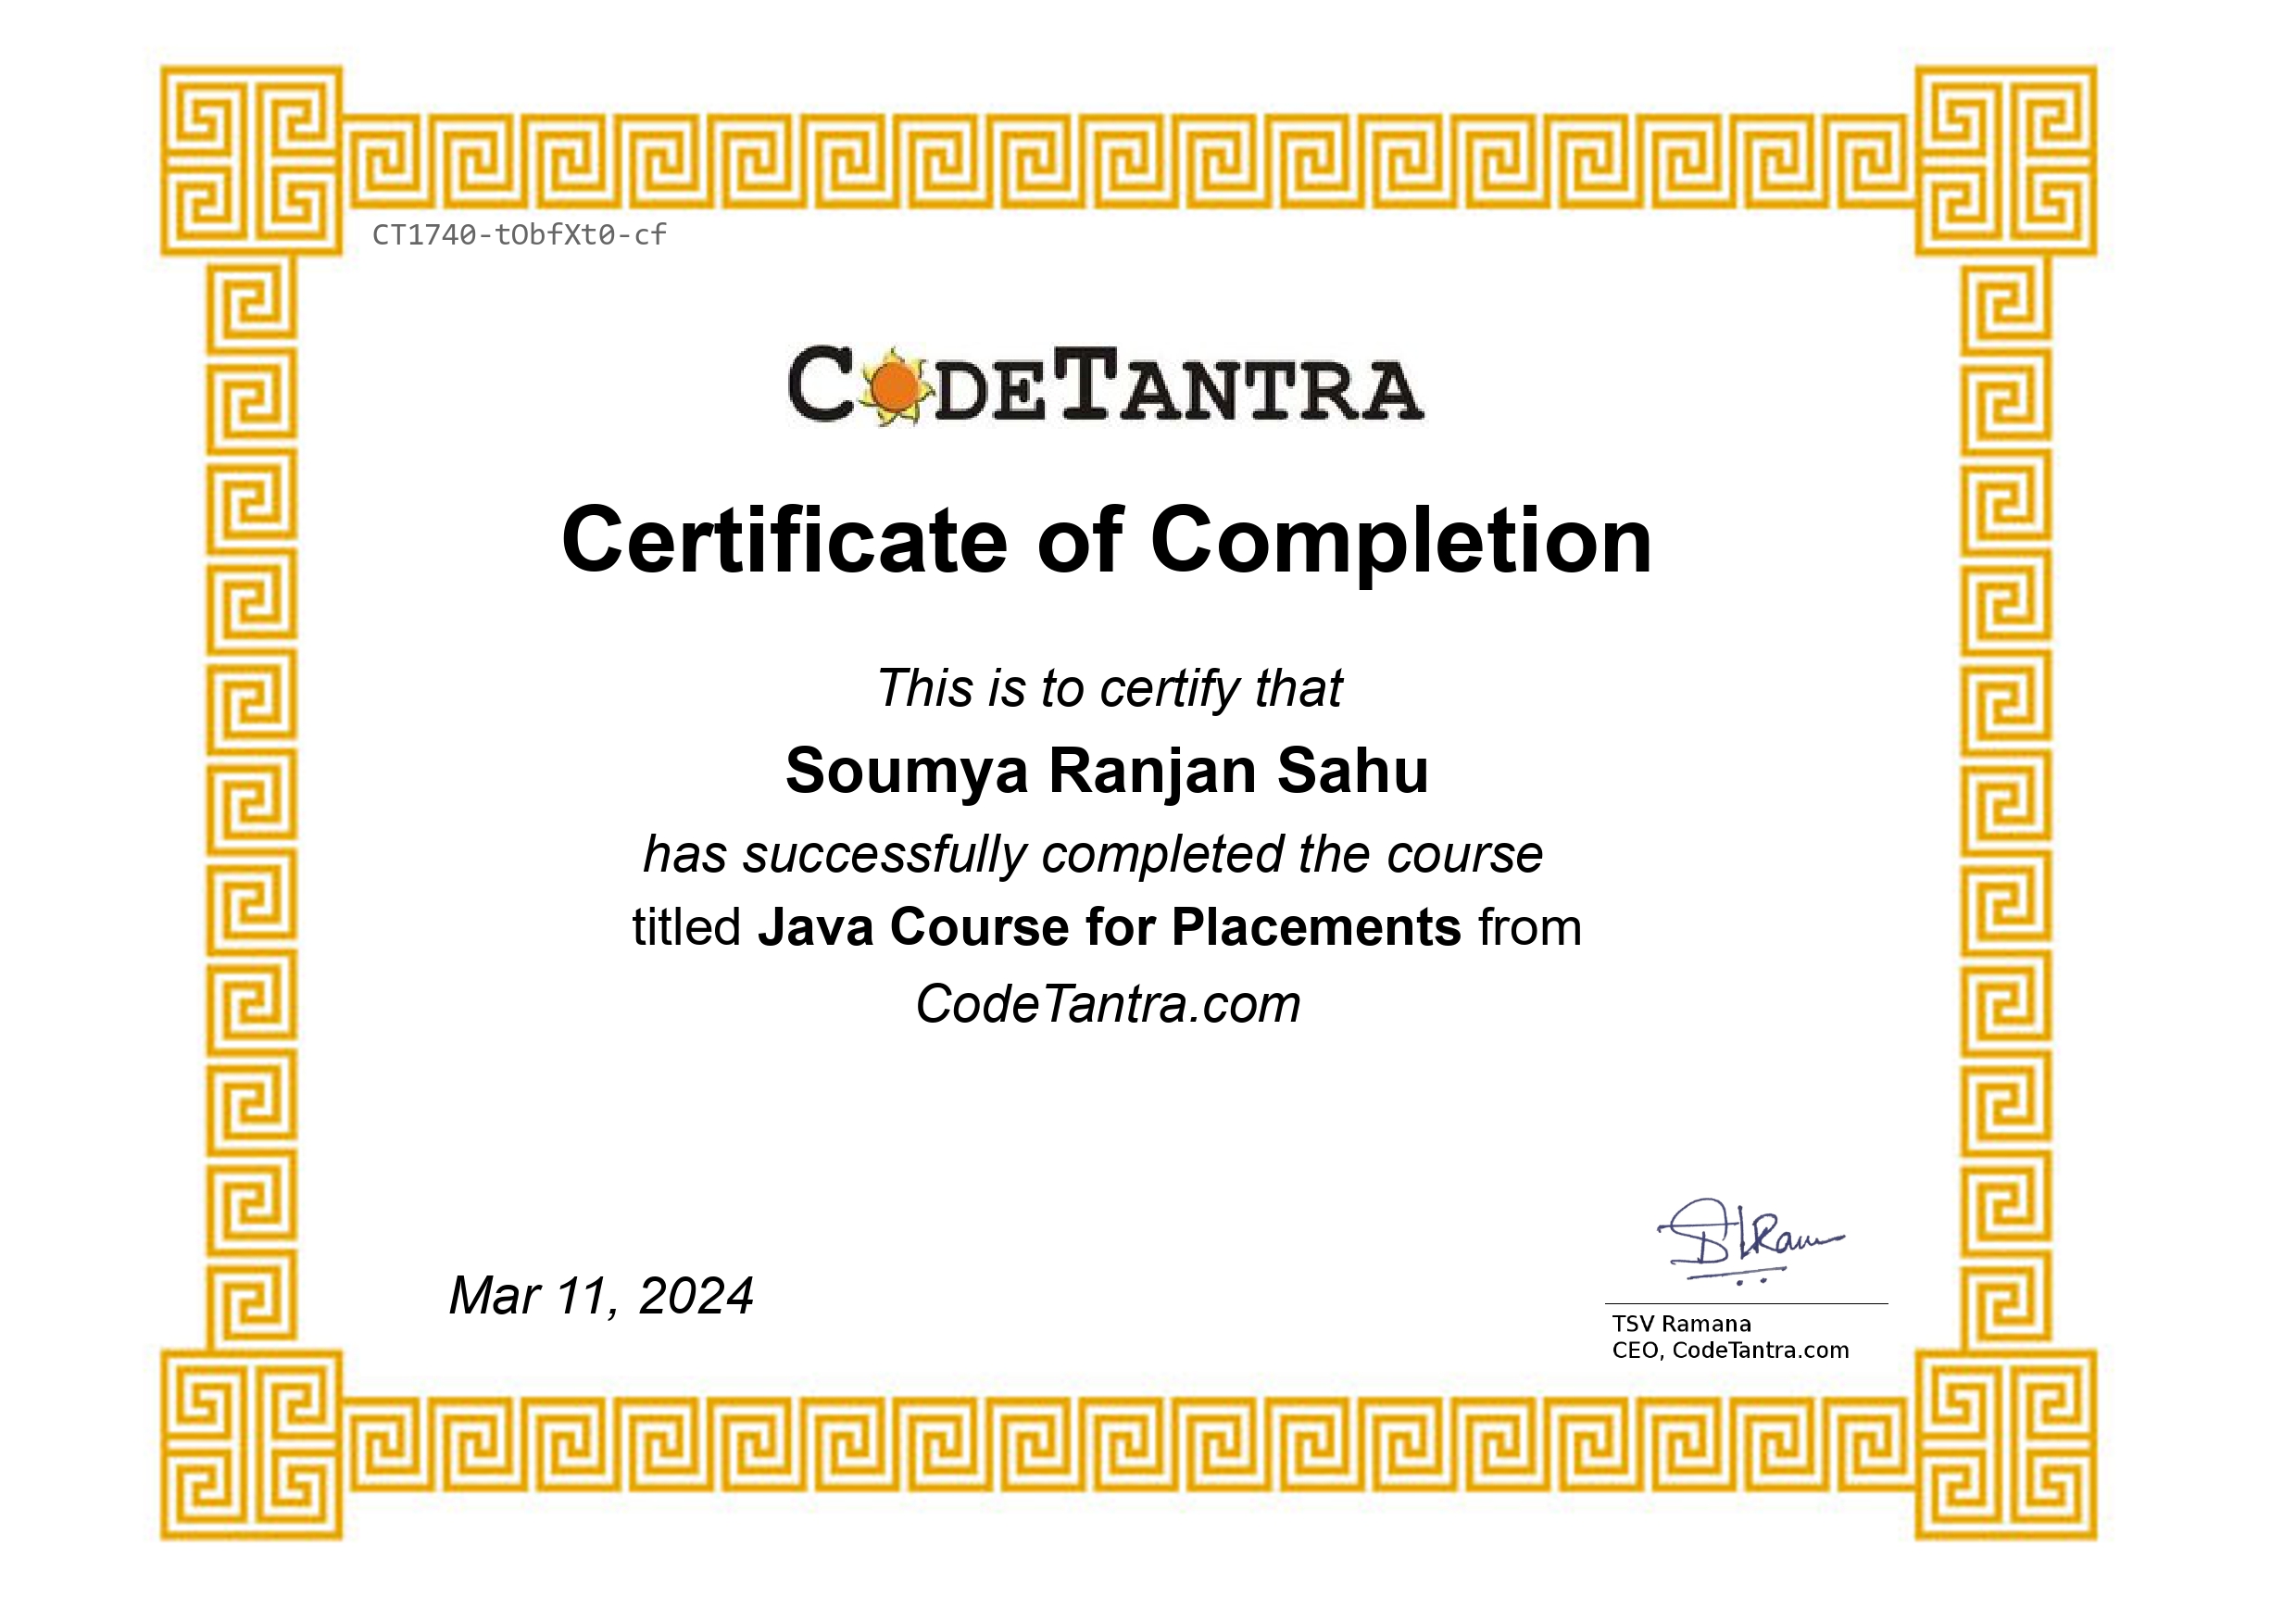 CT1740-tObfXt0-cf
CODETANTRA
Certificate of Completion
This is to certify that
Soumya Ranjan Sahu
has successfully completed the course
titled Java Course for Placements from
CodeTantra.com
Mar 11, 2024
TSV Ramana
CEO, CodeTantra.com